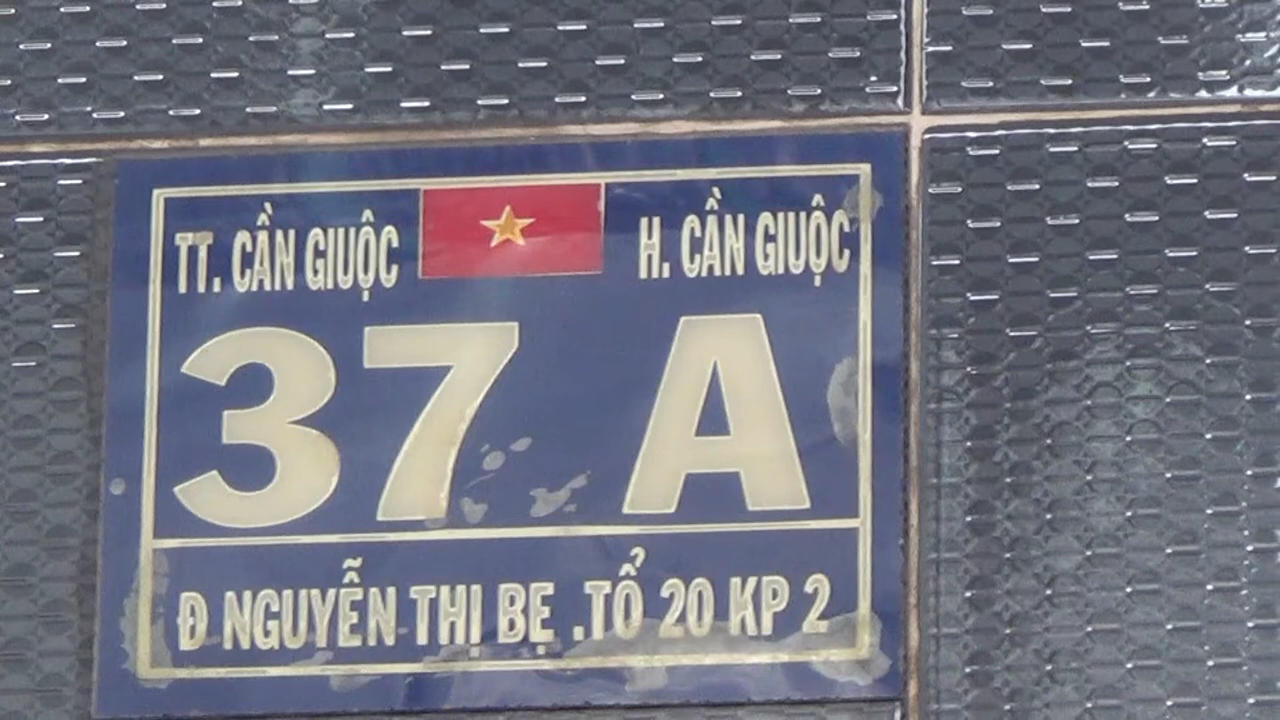 TT. CẦN GIUỘC H. CẦN GIUỘC
37 A
Đ NGUYỄN THỊ BẸ .TỔ 20 KP 2